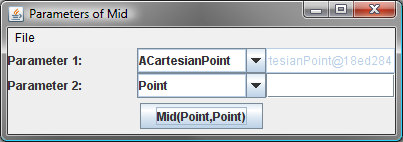 Parameters of Mid
File
Parameter 1: ACartesianPoint tesianPoint@18ed284
Parameter 2: Point
Mid(Point,Point)